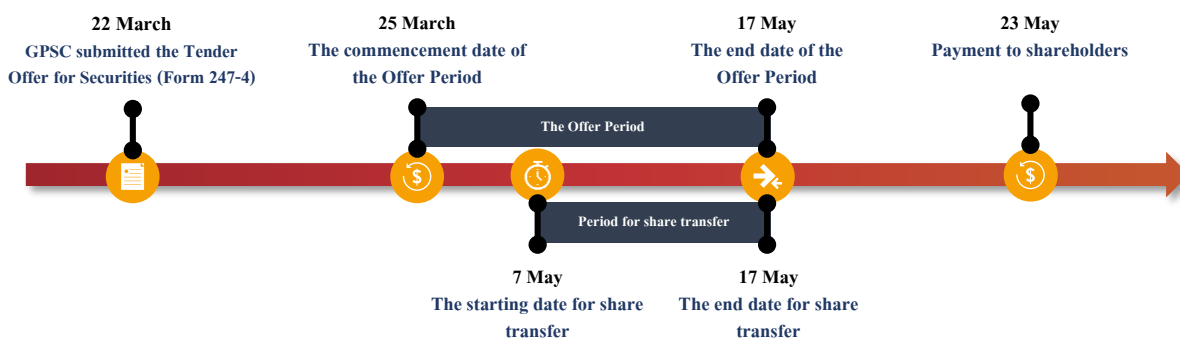 22 March
GPSC submitted the Tender
Offer for Securities (Form 247-4)
25 March
The commencement date of
the Offer Period
17 May
The end date of the
Offer Period
23 May
Payment to shareholders
The Offer Period
$
$
Period for share transfer
7 May
The starting date for share
transfer
17 May
The end date for share
transfer